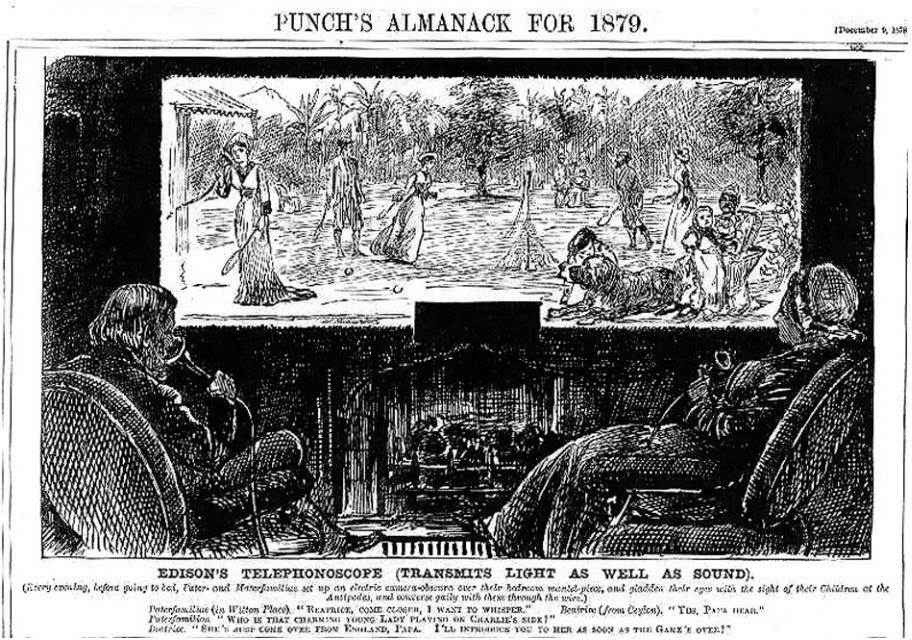 PUNCH'S ALMANACK FOR 1879.
[December 9, 1878
EDISON'S TELEPHONOSCOPE (TRANSMITS LIGHT AS WELL AS SOUND).
(Every evening, before going to bed, Pater- and Materfamilias set up an electric camera-obscura over their bedroom mantel-piece, and gladden their eyes with the sight of their Children at the
Antipodes, and converse gaily with them through the wire.)
Paterfamilias (in Wilton Place). "BEATRICE, COME CLOSER, I WANT TO WHISPER." Beatrice (from Ceylon). "YES, PAPA DEAR."
Paterfamilias. "WHO IS THAT CHARMING YOUNG LADY PLAYING ON CHARLIE'S SIDE?"
Beatrice. "SHE'S JUST COME OVER FROM ENGLAND, PAPA. I'LL INTRODUCE YOU TO HER AS SOON AS THE GAME'S OVER!"